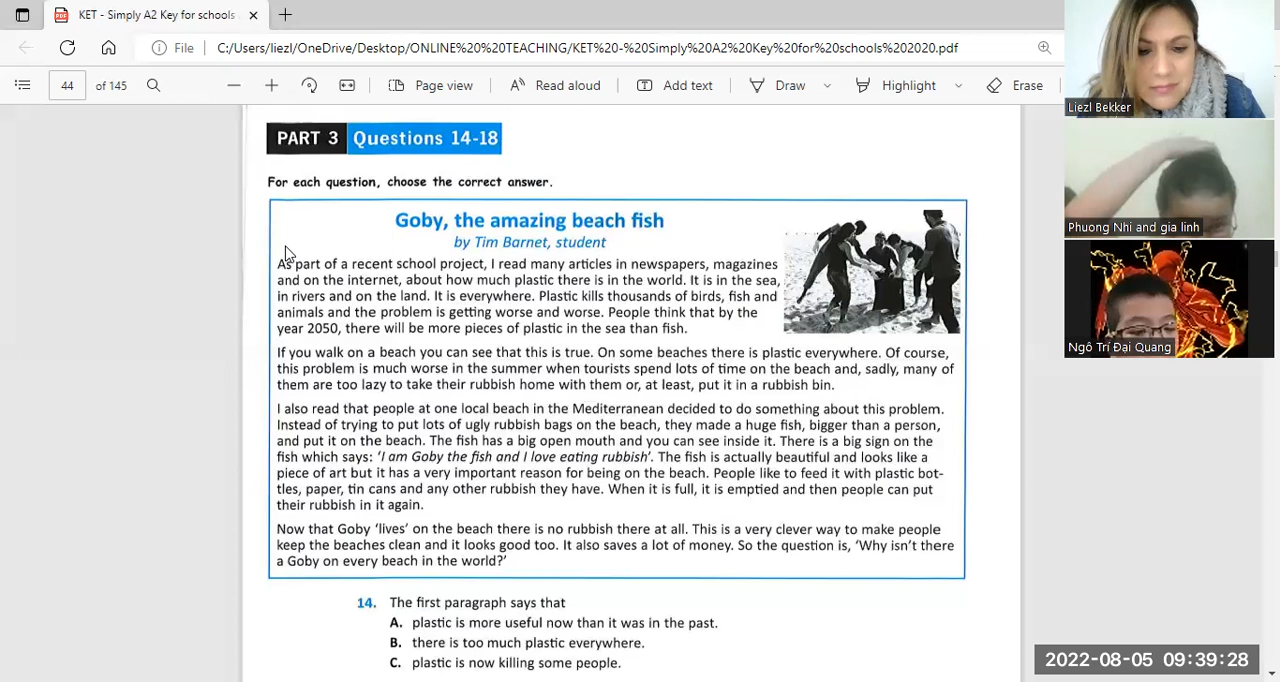 KET - Simply A2 Key for schools
File
C:/Users/liezl/OneDrive/Desktop/ONLINE%20%20TEACHING/KET%20-%20Simply%20A2%20Key%20for%20schools%202020.pdf
44 of 145
Page view
Read aloud
Add text
Draw
Highlight
Erase
Liezl Bekker
Phuong Nhi and gia linh
Ngô Trí Đại Quang
PART 3 Questions 14-18
For each question, choose the correct answer.
Goby, the amazing beach fish
by Tim Barnet, student
As part of a recent school project, I read many articles in newspapers, magazines
and on the internet, about how much plastic there is in the world. It is in the sea,
in rivers and on the land. It is everywhere. Plastic kills thousands of birds, fish and
animals and the problem is getting worse and worse. People think that by the
year 2050, there will be more pieces of plastic in the sea than fish.
If you walk on a beach you can see that this is true. On some beaches there is plastic everywhere. Of course,
this problem is much worse in the summer when tourists spend lots of time on the beach and, sadly, many of
them are too lazy to take their rubbish home with them or, at least, put it in a rubbish bin.
I also read that people at one local beach in the Mediterranean decided to do something about this problem.
Instead of trying to put lots of ugly rubbish bags on the beach, they made a huge fish, bigger than a person,
and put it on the beach. The fish has a big open mouth and you can see inside it. There is a big sign on the
fish which says: 'I am Goby the fish and I love eating rubbish'. The fish is actually beautiful and looks like a
piece of art but it has a very important reason for being on the beach. People like to feed it with plastic bot-
tles, paper, tin cans and any other rubbish they have. When it is full, it is emptied and then people can put
their rubbish in it again.
Now that Goby 'lives' on the beach there is no rubbish there at all. This is a very clever way to make people
keep the beaches clean and it looks good too. It also saves a lot of money. So the question is, 'Why isn't there
a Goby on every beach in the world?'
14. The first paragraph says that
A. plastic is more useful now than it was in the past.
B. there is too much plastic everywhere.
C. plastic is now killing some people.
2022-08-05 09:39:28